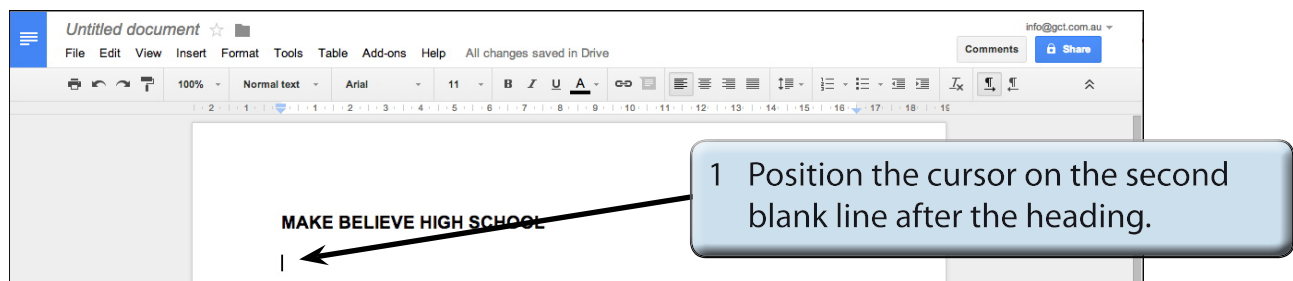 Untitled document
info@gct.com.au
File Edit View Insert Format Tools Table Add-ons Help All changes saved in Drive
Comments Share
100% Normal text Arial 11 B I U A
2 1 1 2 3 4 5 6 7 8 9 10 11 12 13 14 15 16 17 18 19
MAKE BELIEVE HIGH SCHOOL
1 Position the cursor on the second
blank line after the heading.